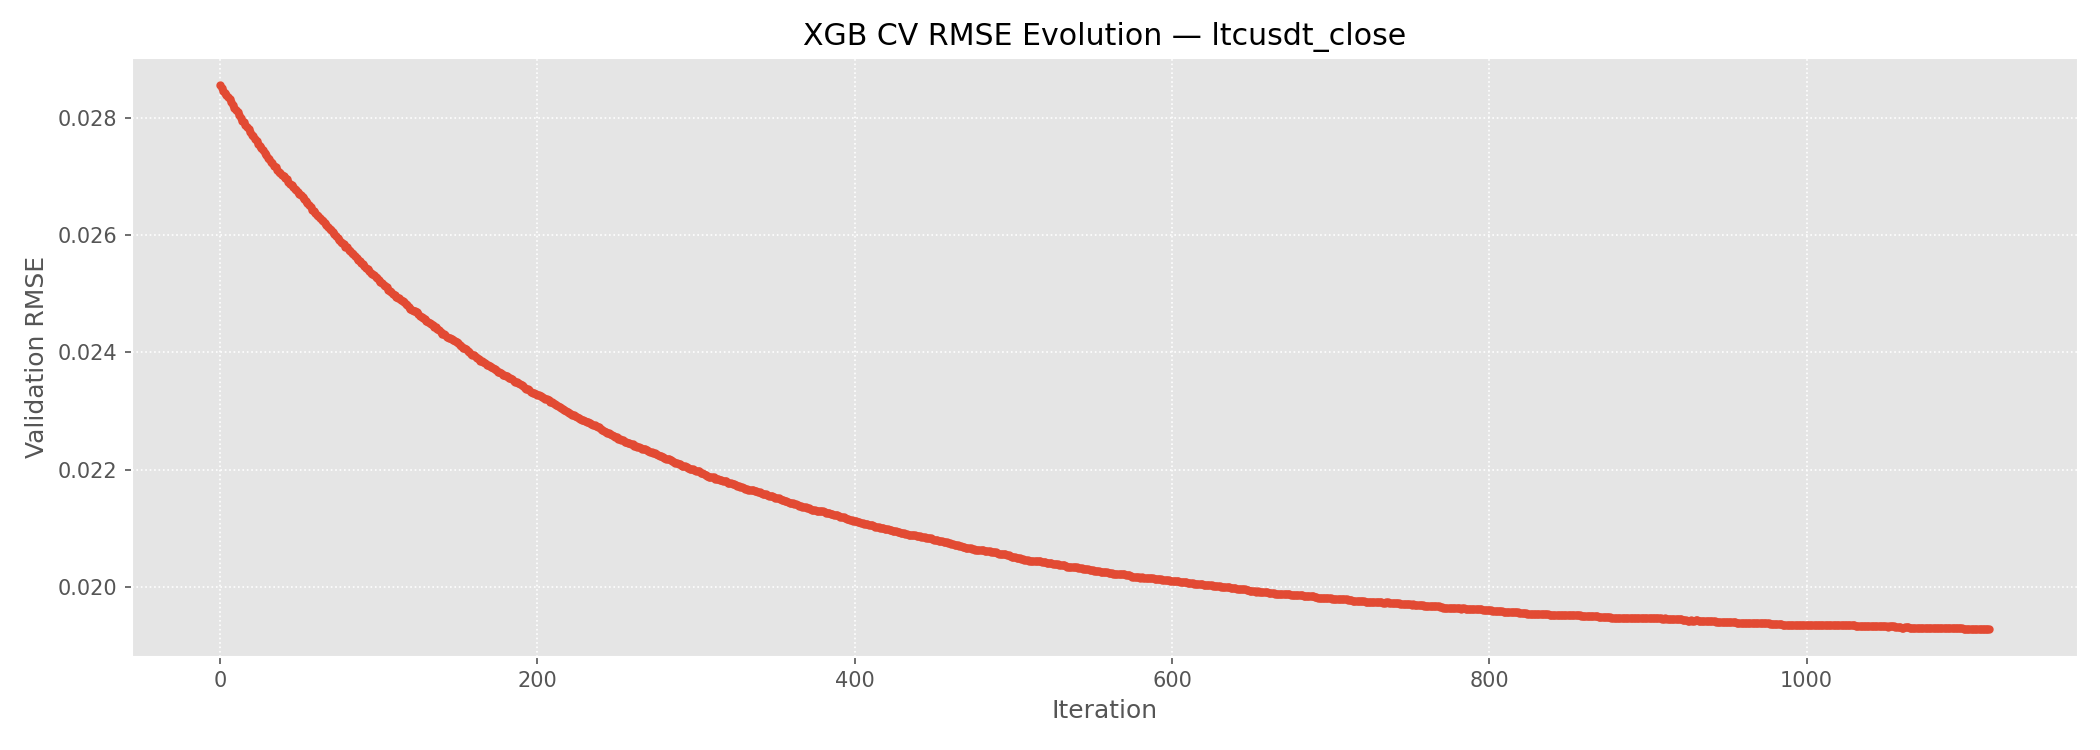 XGB CV RMSE Evolution — ltcusdt_close
Validation RMSE
0.028
0.026
0.024
0.022
0.020
0 200 400 600 800 1000
Iteration